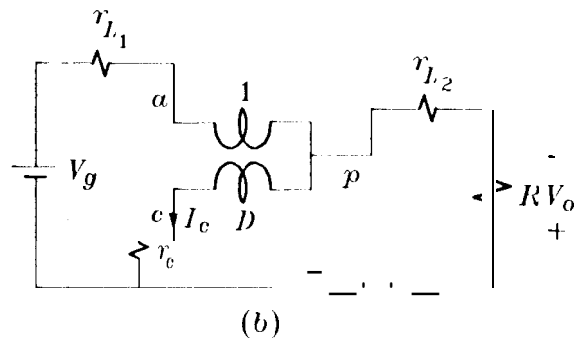 r_{L_1}
r_{L_2}
a
1
V_g
p
-
c
I_c
D
R
V_o
r_c
+
(b)